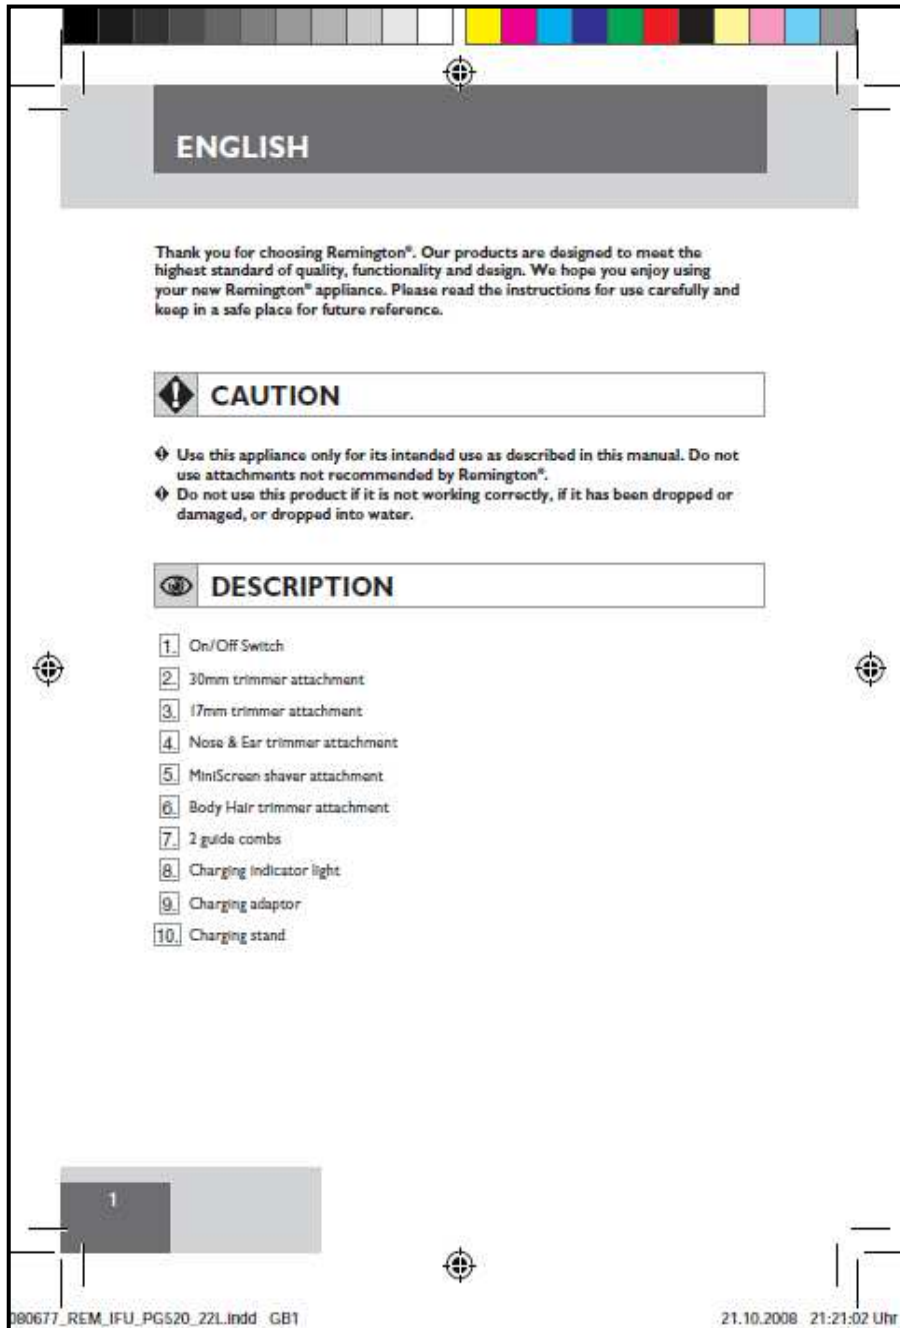 ENGLISH
Thank you for choosing Remington®. Our products are designed to meet the
highest standard of quality, functionality and design. We hope you enjoy using
your new Remington® appliance. Please read the instructions for use carefully and
keep in a safe place for future reference.
CAUTION
Use this appliance only for its intended use as described in this manual. Do not
use attachments not recommended by Remington®.
Do not use this product if it is not working correctly, if it has been dropped or
damaged, or dropped into water.
DESCRIPTION
1. On/Off Switch
2. 30mm trimmer attachment
3. 17mm trimmer attachment
4. Nose & Ear trimmer attachment
5. MiniScreen shaver attachment
6. Body Hair trimmer attachment
7. 2 guide combs
8. Charging indicator light
9. Charging adaptor
10. Charging stand
1
080677_REM_IFU_PG520_22L.indd GB1
21.10.2008 21:21:02 Uhr